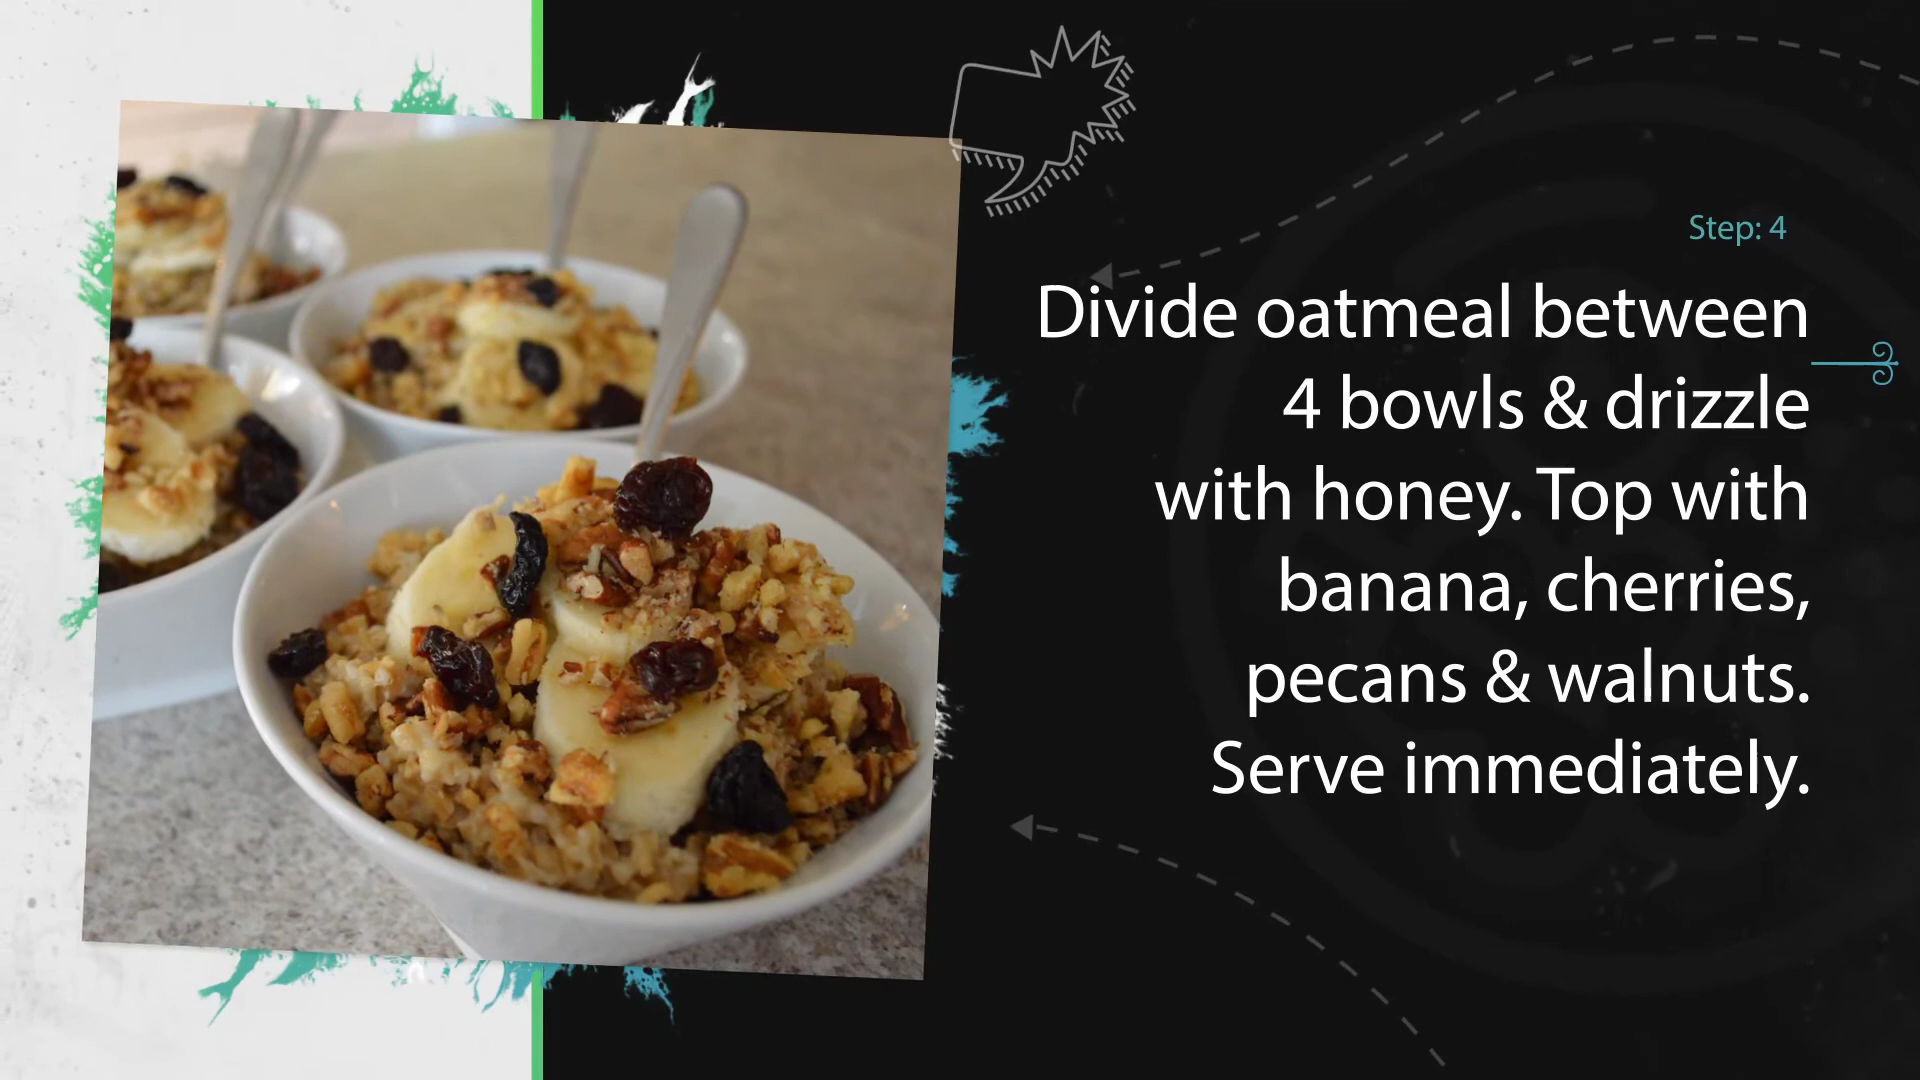 Step: 4
Divide oatmeal between
4 bowls & drizzle
with honey. Top with
banana, cherries,
pecans & walnuts.
Serve immediately.